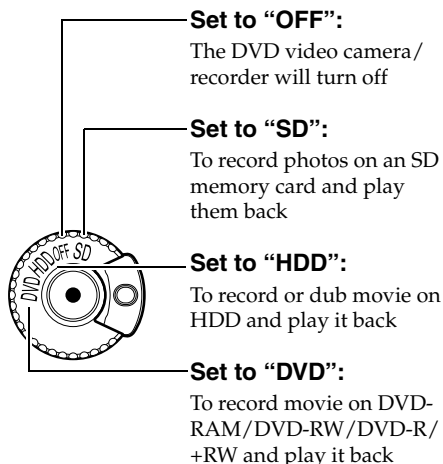 Set to “OFF”:
The DVD video camera/
recorder will turn off
Set to “SD”:
To record photos on an SD
memory card and play
them back
DVD HDD OFF SD
Set to “HDD”:
To record or dub movie on
HDD and play it back
Set to “DVD”:
To record movie on DVD-
RAM/DVD-RW/DVD-R/
+RW and play it back